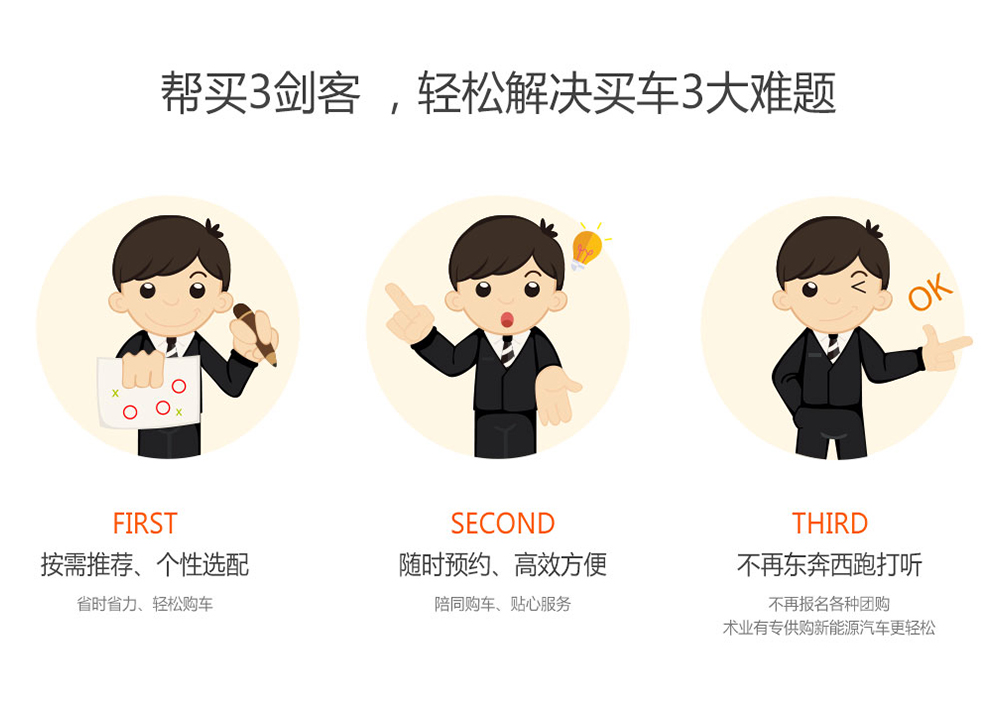 帮买3剑客 ，轻松解决买车3大难题
OK
x
x
FIRST
按需推荐、个性选配
省时省力、轻松购车
SECOND
随时预约、高效方便
陪同购车、贴心服务
THIRD
不再东奔西跑打听
不再报名各种团购
术业有专供购新能源汽车更轻松